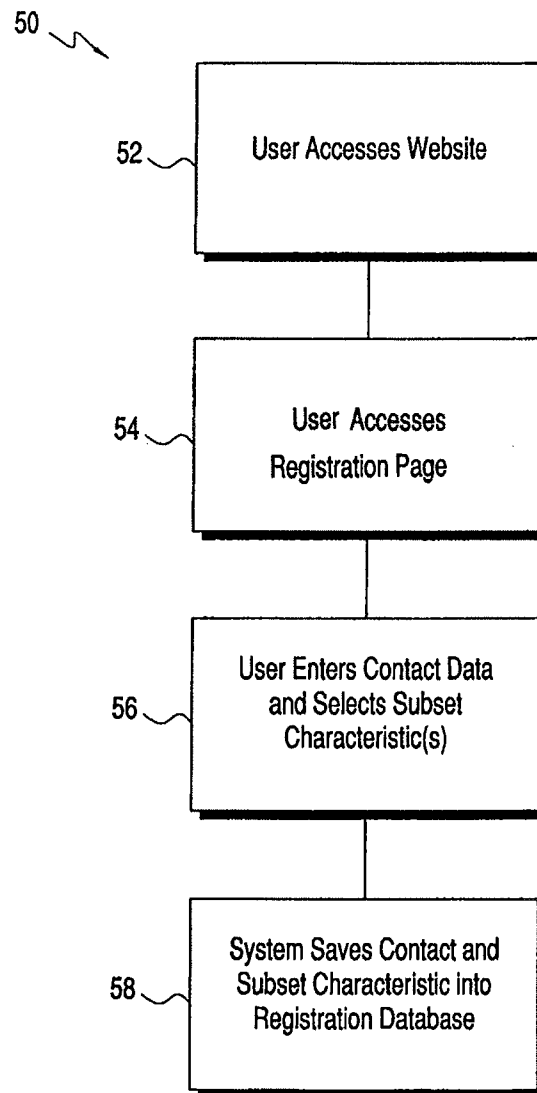 50
52
User Accesses Website
54
User Accesses
Registration Page
56
User Enters Contact Data
and Selects Subset
Characteristic(s)
58
System Saves Contact and
Subset Characteristic into
Registration Database